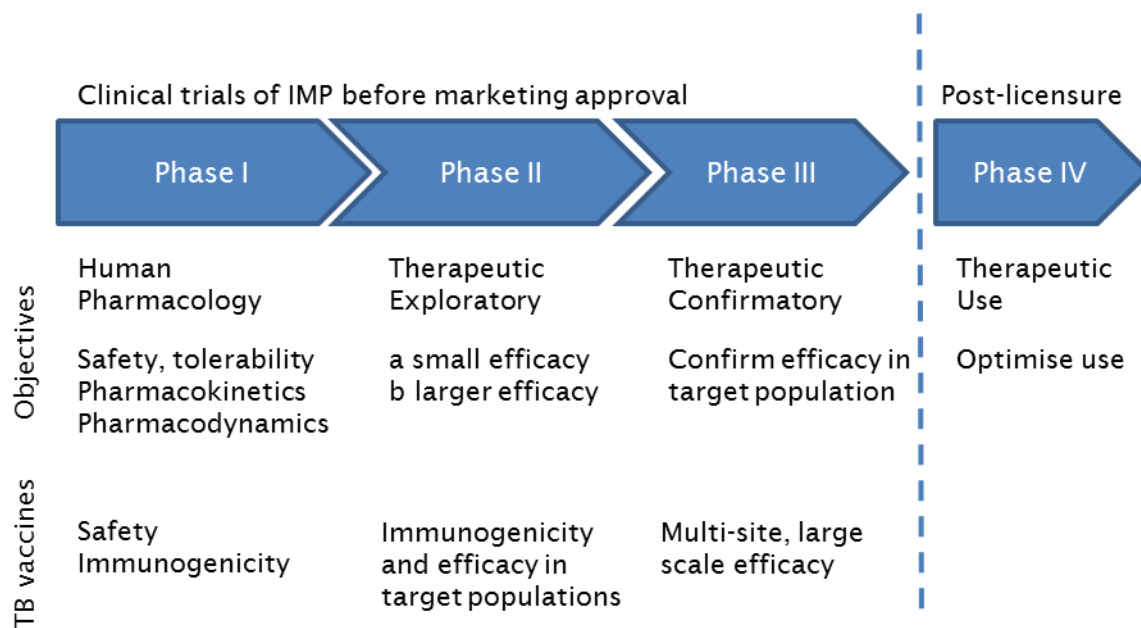 Clinical trials of IMP before marketing approval
Post-licensure
Phase I
Phase II
Phase III
Phase IV
Objectives
Human
Pharmacology
Safety, tolerability
Pharmacokinetics
Pharmacodynamics
Therapeutic
Exploratory
a small efficacy
b larger efficacy
Therapeutic
Confirmatory
Confirm efficacy in
target population
Therapeutic
Use
Optimise use
TB vaccines
Safety
Immunogenicity
Immunogenicity
and efficacy in
target populations
Multi-site, large
scale efficacy